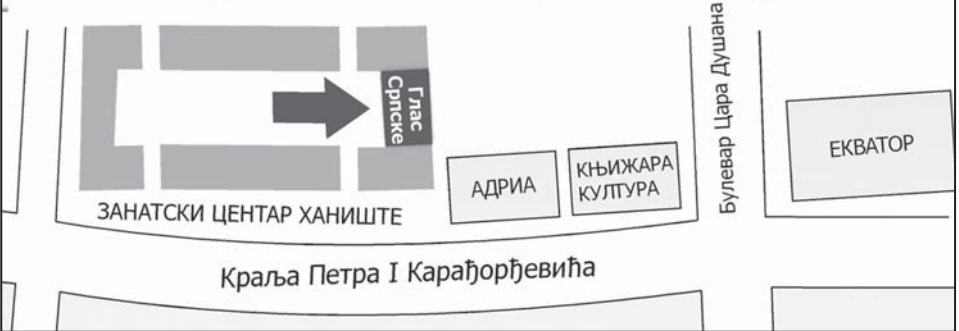 Глас
Српске
ЗАНАТСКИ ЦЕНТАР ХАНИШТЕ
АДРИА
КЊИЖАРА
КУЛТУРА
Булевар Цара Душана
ЕКВАТОР
Краља Петра I Карађорђевића